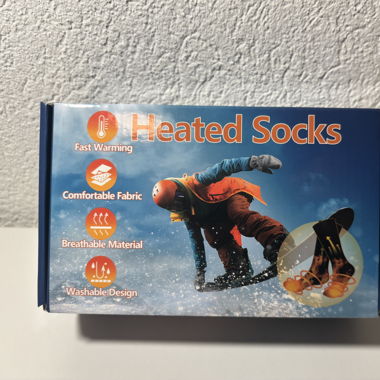 Heated Socks
Fast Warming
Comfortable Fabric
Breathable Material
Washable Design